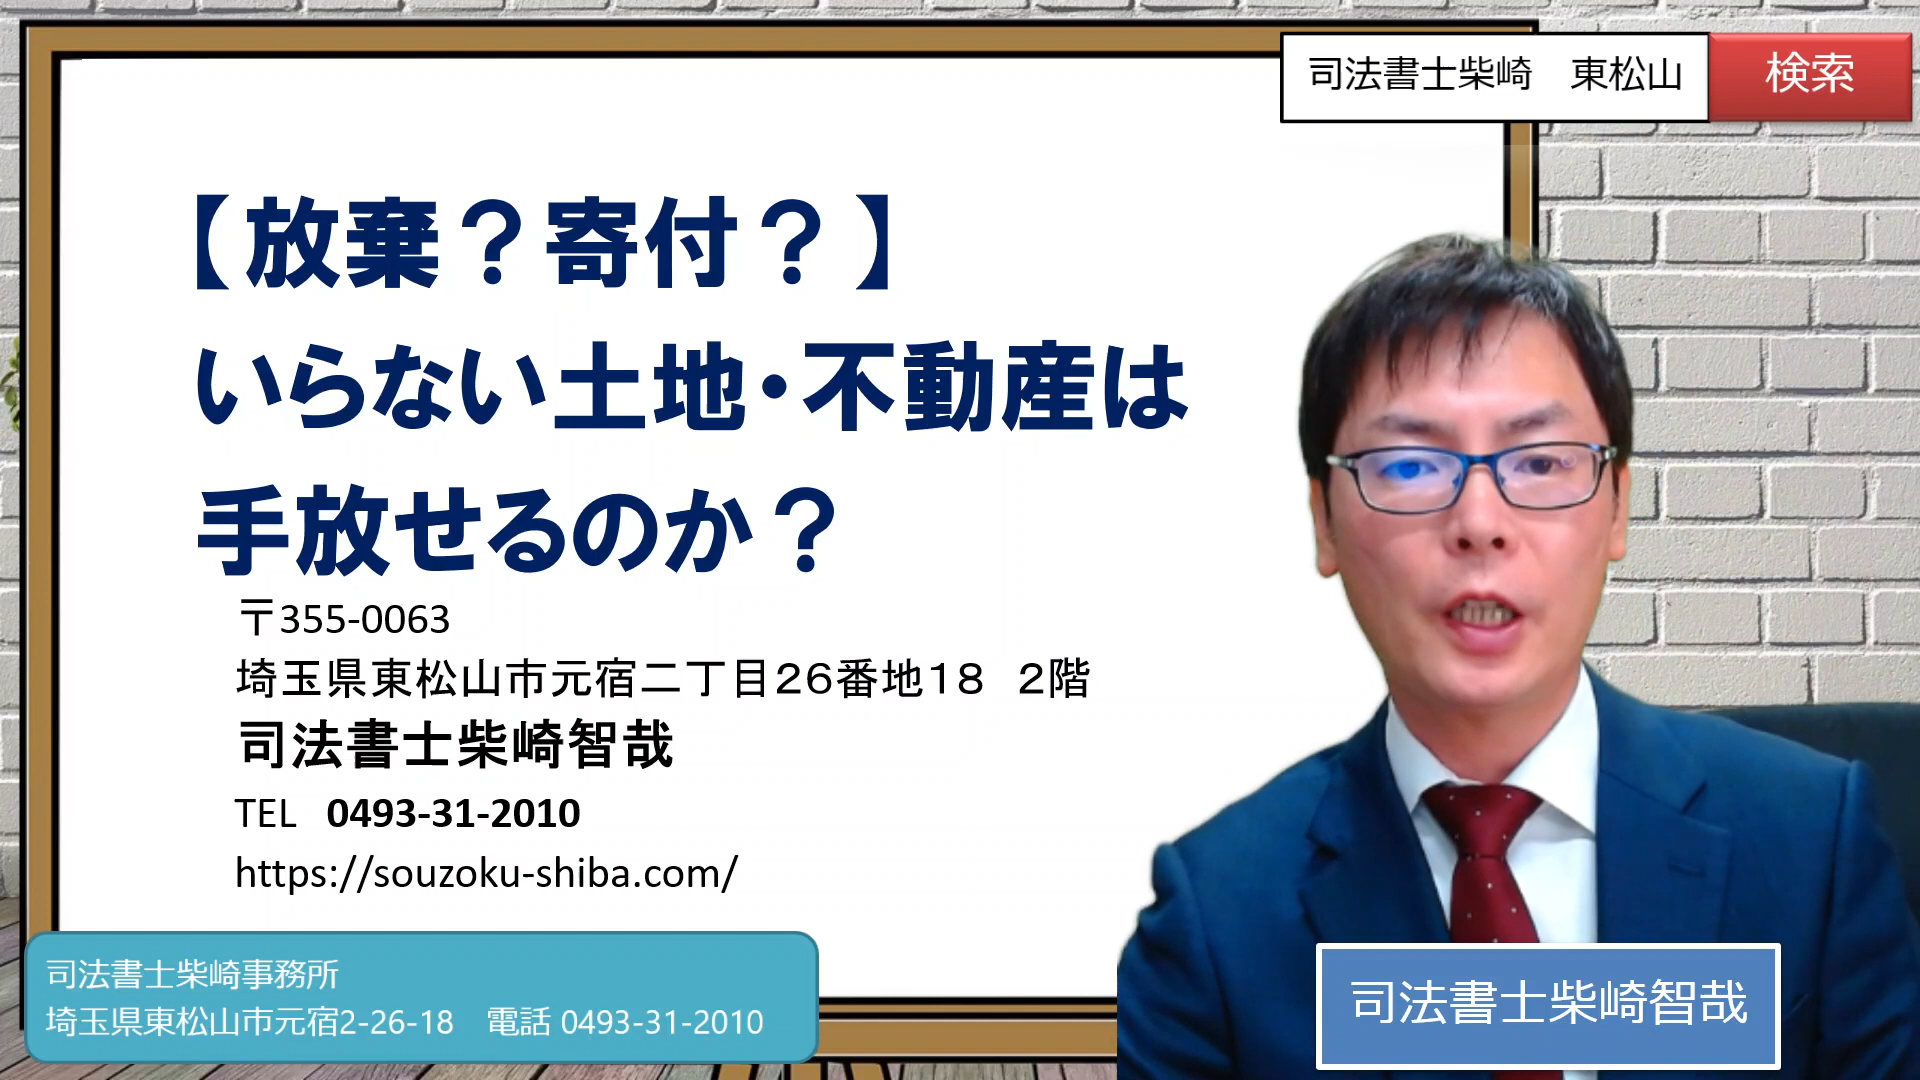 司法書士柴崎　東松山
検索
【放棄？寄付？】
いらない土地・不動産は
手放せるのか？
〒355-0063
埼玉県東松山市元宿二丁目２６番地１８　２階
司法書士柴崎智哉
TEL 0493-31-2010
https://souzoku-shiba.com/
司法書士柴崎事務所
埼玉県東松山市元宿2-26-18　電話 0493-31-2010
司法書士柴崎智哉